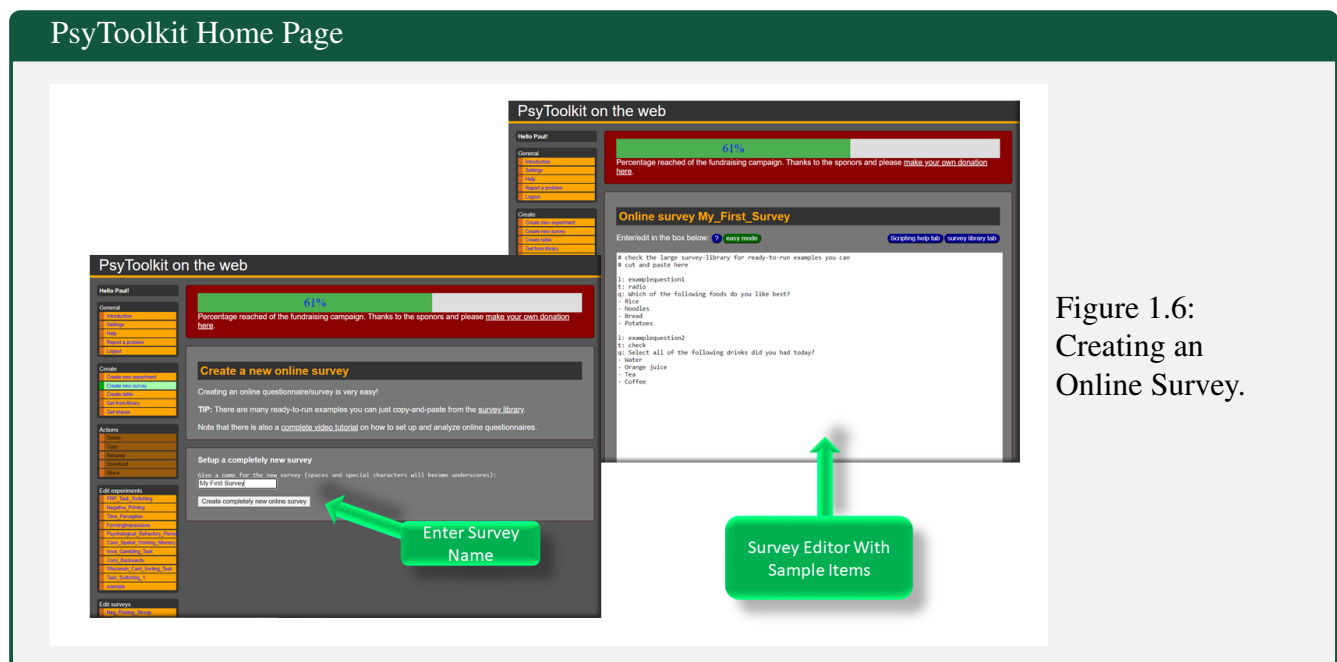 PsyToolkit Home Page
PsyToolkit on the web
Hello Paul!
General
Introduction
Settings
Help
Report a problem
Logout
Create
Create new experiment
Create new survey
Create table
Get from library
61%
Percentage reached of the fundraising campaign. Thanks to the sponors and please make your own donation
here.
Online survey My_First_Survey
Enter/edit in the box below: ? easy mode
Scripting help tab survey library tab
# check the large survey-library for ready-to-run examples you can
# cut and paste here
l: examplequestion1
t: radio
q: Which of the following foods do you like best?
- Rice
- Noodles
- Bread
- Potatoes
l: examplequestion2
t: check
q: Select all of the following drinks did you had today?
- Water
- Orange juice
- Tea
- Coffee
PsyToolkit on the web
Hello Paul!
General
Introduction
Settings
Help
Report a problem
Logout
Create
Create new experiment
Create new survey
Create table
Get from library
Get shares
Actions
Delete
Copy
Rename
Download
Share
Edit experiments
PRP_Task_Switching
Negative_Priming
Time_Perception
FormingImpressions
Psychological_Refractory_Perio
Corsi_Spatial_Working_Memory
Iowa_Gambling_Task
Corsi_Backwards
Wisconsin_Card_Sorting_Task
Task_Switching_1
example
Edit surveys
Neg_Priming_Stroop
61%
Percentage reached of the fundraising campaign. Thanks to the sponors and please make your own donation
here.
Create a new online survey
Creating an online questionnaire/survey is very easy!
TIP: There are many ready-to-run examples you can just copy-and-paste from the survey library.
Note that there is also a complete video tutorial on how to set up and analyze online questionnaires.
Setup a completely new survey
Give a name for the new survey (spaces and special characters will become underscores):
My First Survey
Create completely new online survey
Enter Survey
Name
Survey Editor With
Sample Items
Figure 1.6:
Creating an
Online Survey.